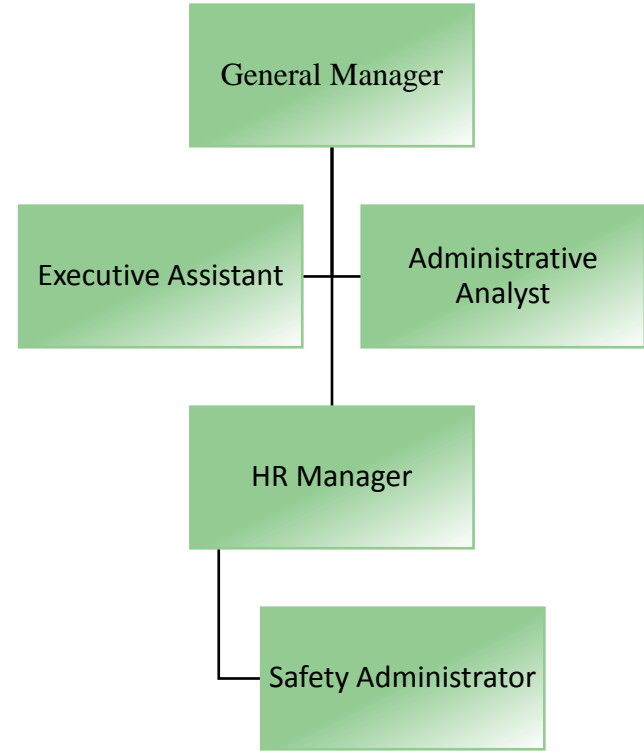 General Manager
Executive Assistant
Administrative
Analyst
HR Manager
Safety Administrator